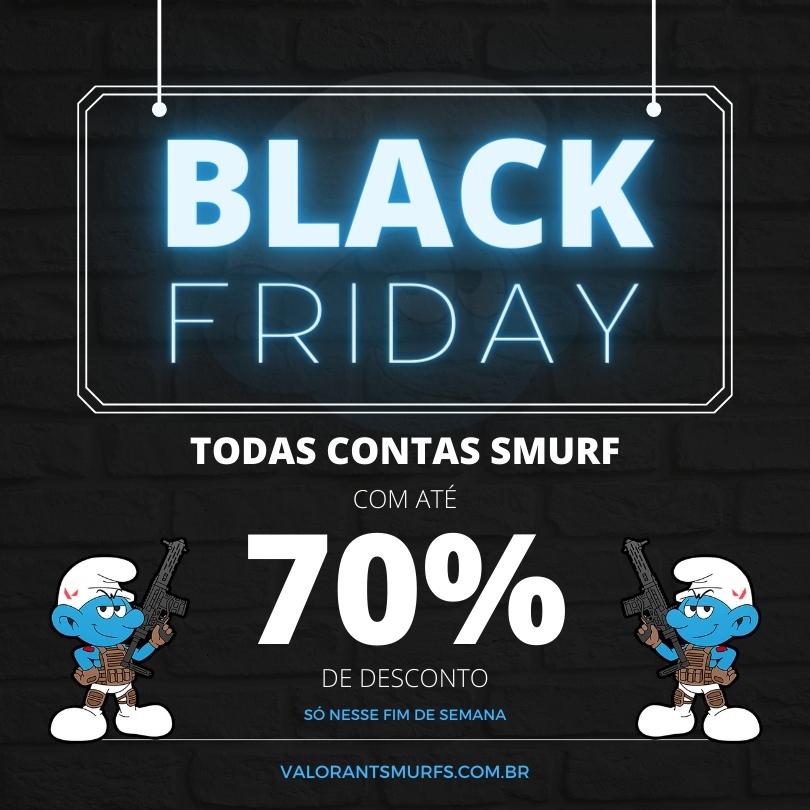 BLACK
FRIDAY
TODAS CONTAS SMURF
COM ATÉ
70%
DE DESCONTO
SÓ NESSE FIM DE SEMANA
VALORANTSMURFS.COM.BR